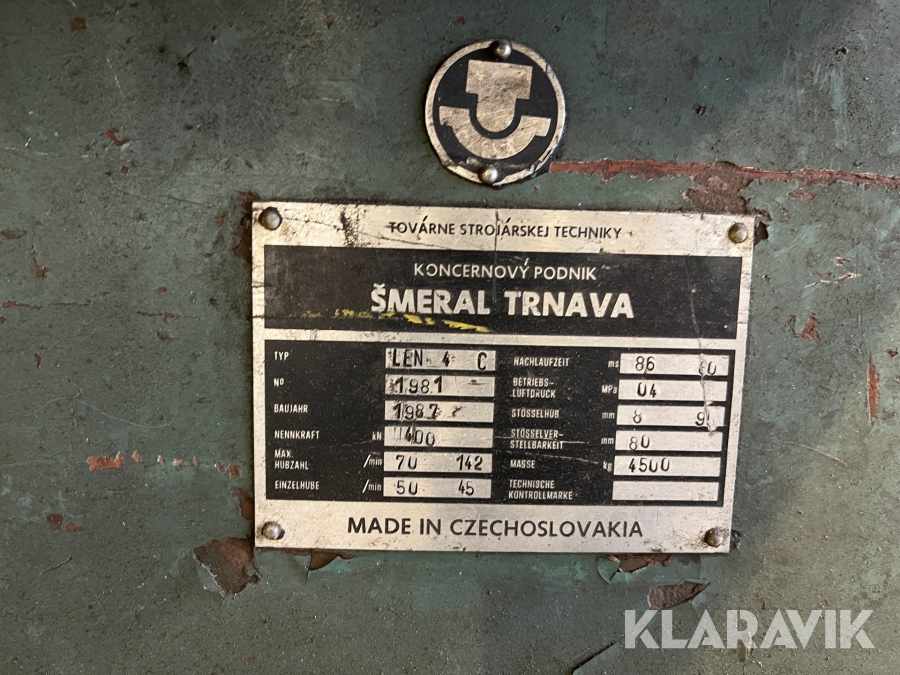 TOVÁRNE STROJÁRSKEJ TECHNIKY
KONCERNOVÝ PODNIK
ŠMERAL TRNAVA
TYP LEN 4 C
No 1981
BAUJAHR 1987
NENNKRAFT kN 400
MAX. HUBZAHL /min 70 142
EINZELHUBE /min 50 45
NACHLAUFZEIT ms 86 80
BETRIEBS-
LUFTDRUCK MPa 04
STÖSSELHUB mm 8 9
STÖSSELVER-
STELLBARKEIT mm 80
MASSE kg 4500
TECHNISCHE
KONTROLLMARKE
MADE IN CZECHOSLOVAKIA
KLARAVIK